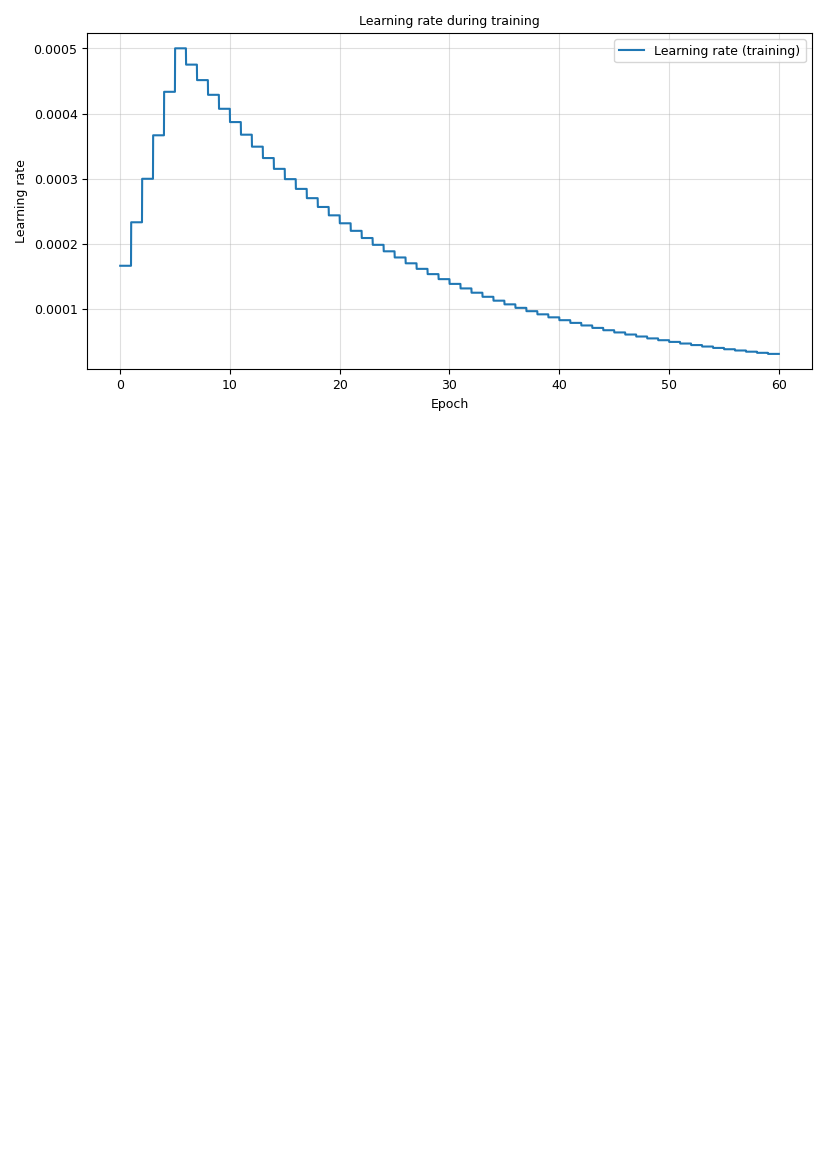 Learning rate during training
Learning rate (training)
0.0005
0.0004
0.0003
0.0002
0.0001
Learning rate
0 10 20 30 40 50 60
Epoch